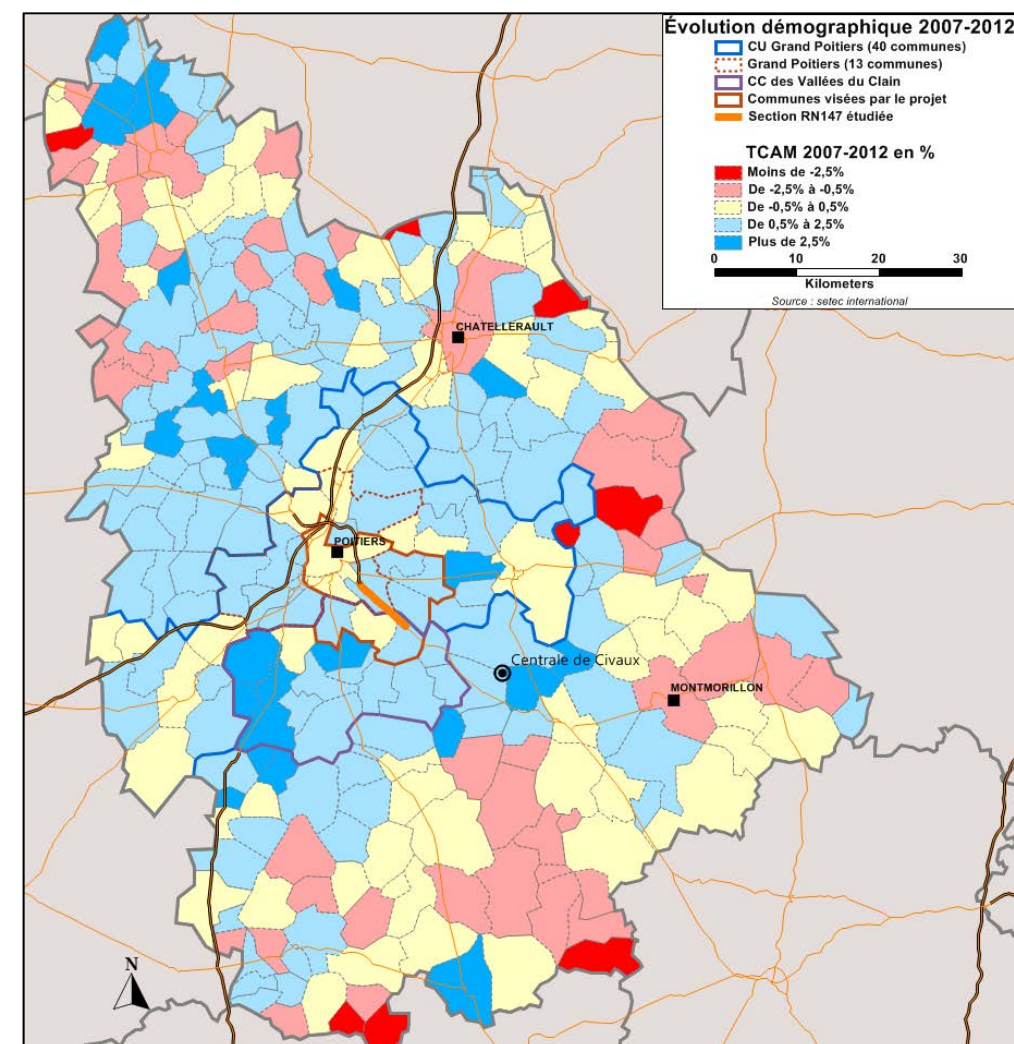 Évolution démographique 2007-2012
CU Grand Poitiers (40 communes)
Grand Poitiers (13 communes)
CC des Vallées du Clain
Communes visées par le projet
Section RN147 étudiée
TCAM 2007-2012 en %
Moins de -2,5%
De -2,5% à -0,5%
De -0,5% à 0,5%
De 0,5% à 2,5%
Plus de 2,5%
0 10 20 30
Kilometers
Source : setec international
CHATELLERAULT
POITIERS
Centrale de Civaux
MONTMORILLON
N